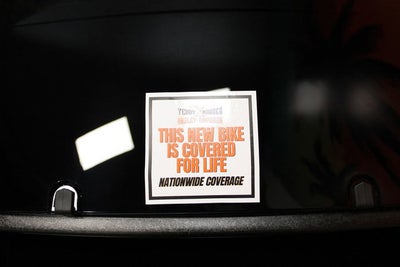 THIS NEW BIKE
IS COVERED
FOR LIFE
NATIONWIDE COVERAGE